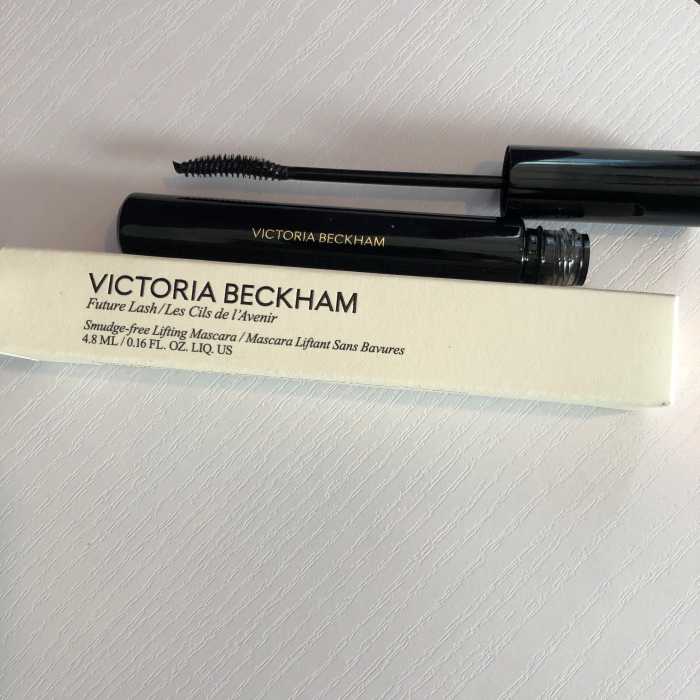 VICTORIA BECKHAM
VICTORIA BECKHAM
Future Lash/Les Cils de l'Avenir
Smudge-free Lifting Mascara / Mascara Liftant Sans Bavures
4.8 ML / 0.16 FL. OZ. LIQ. US